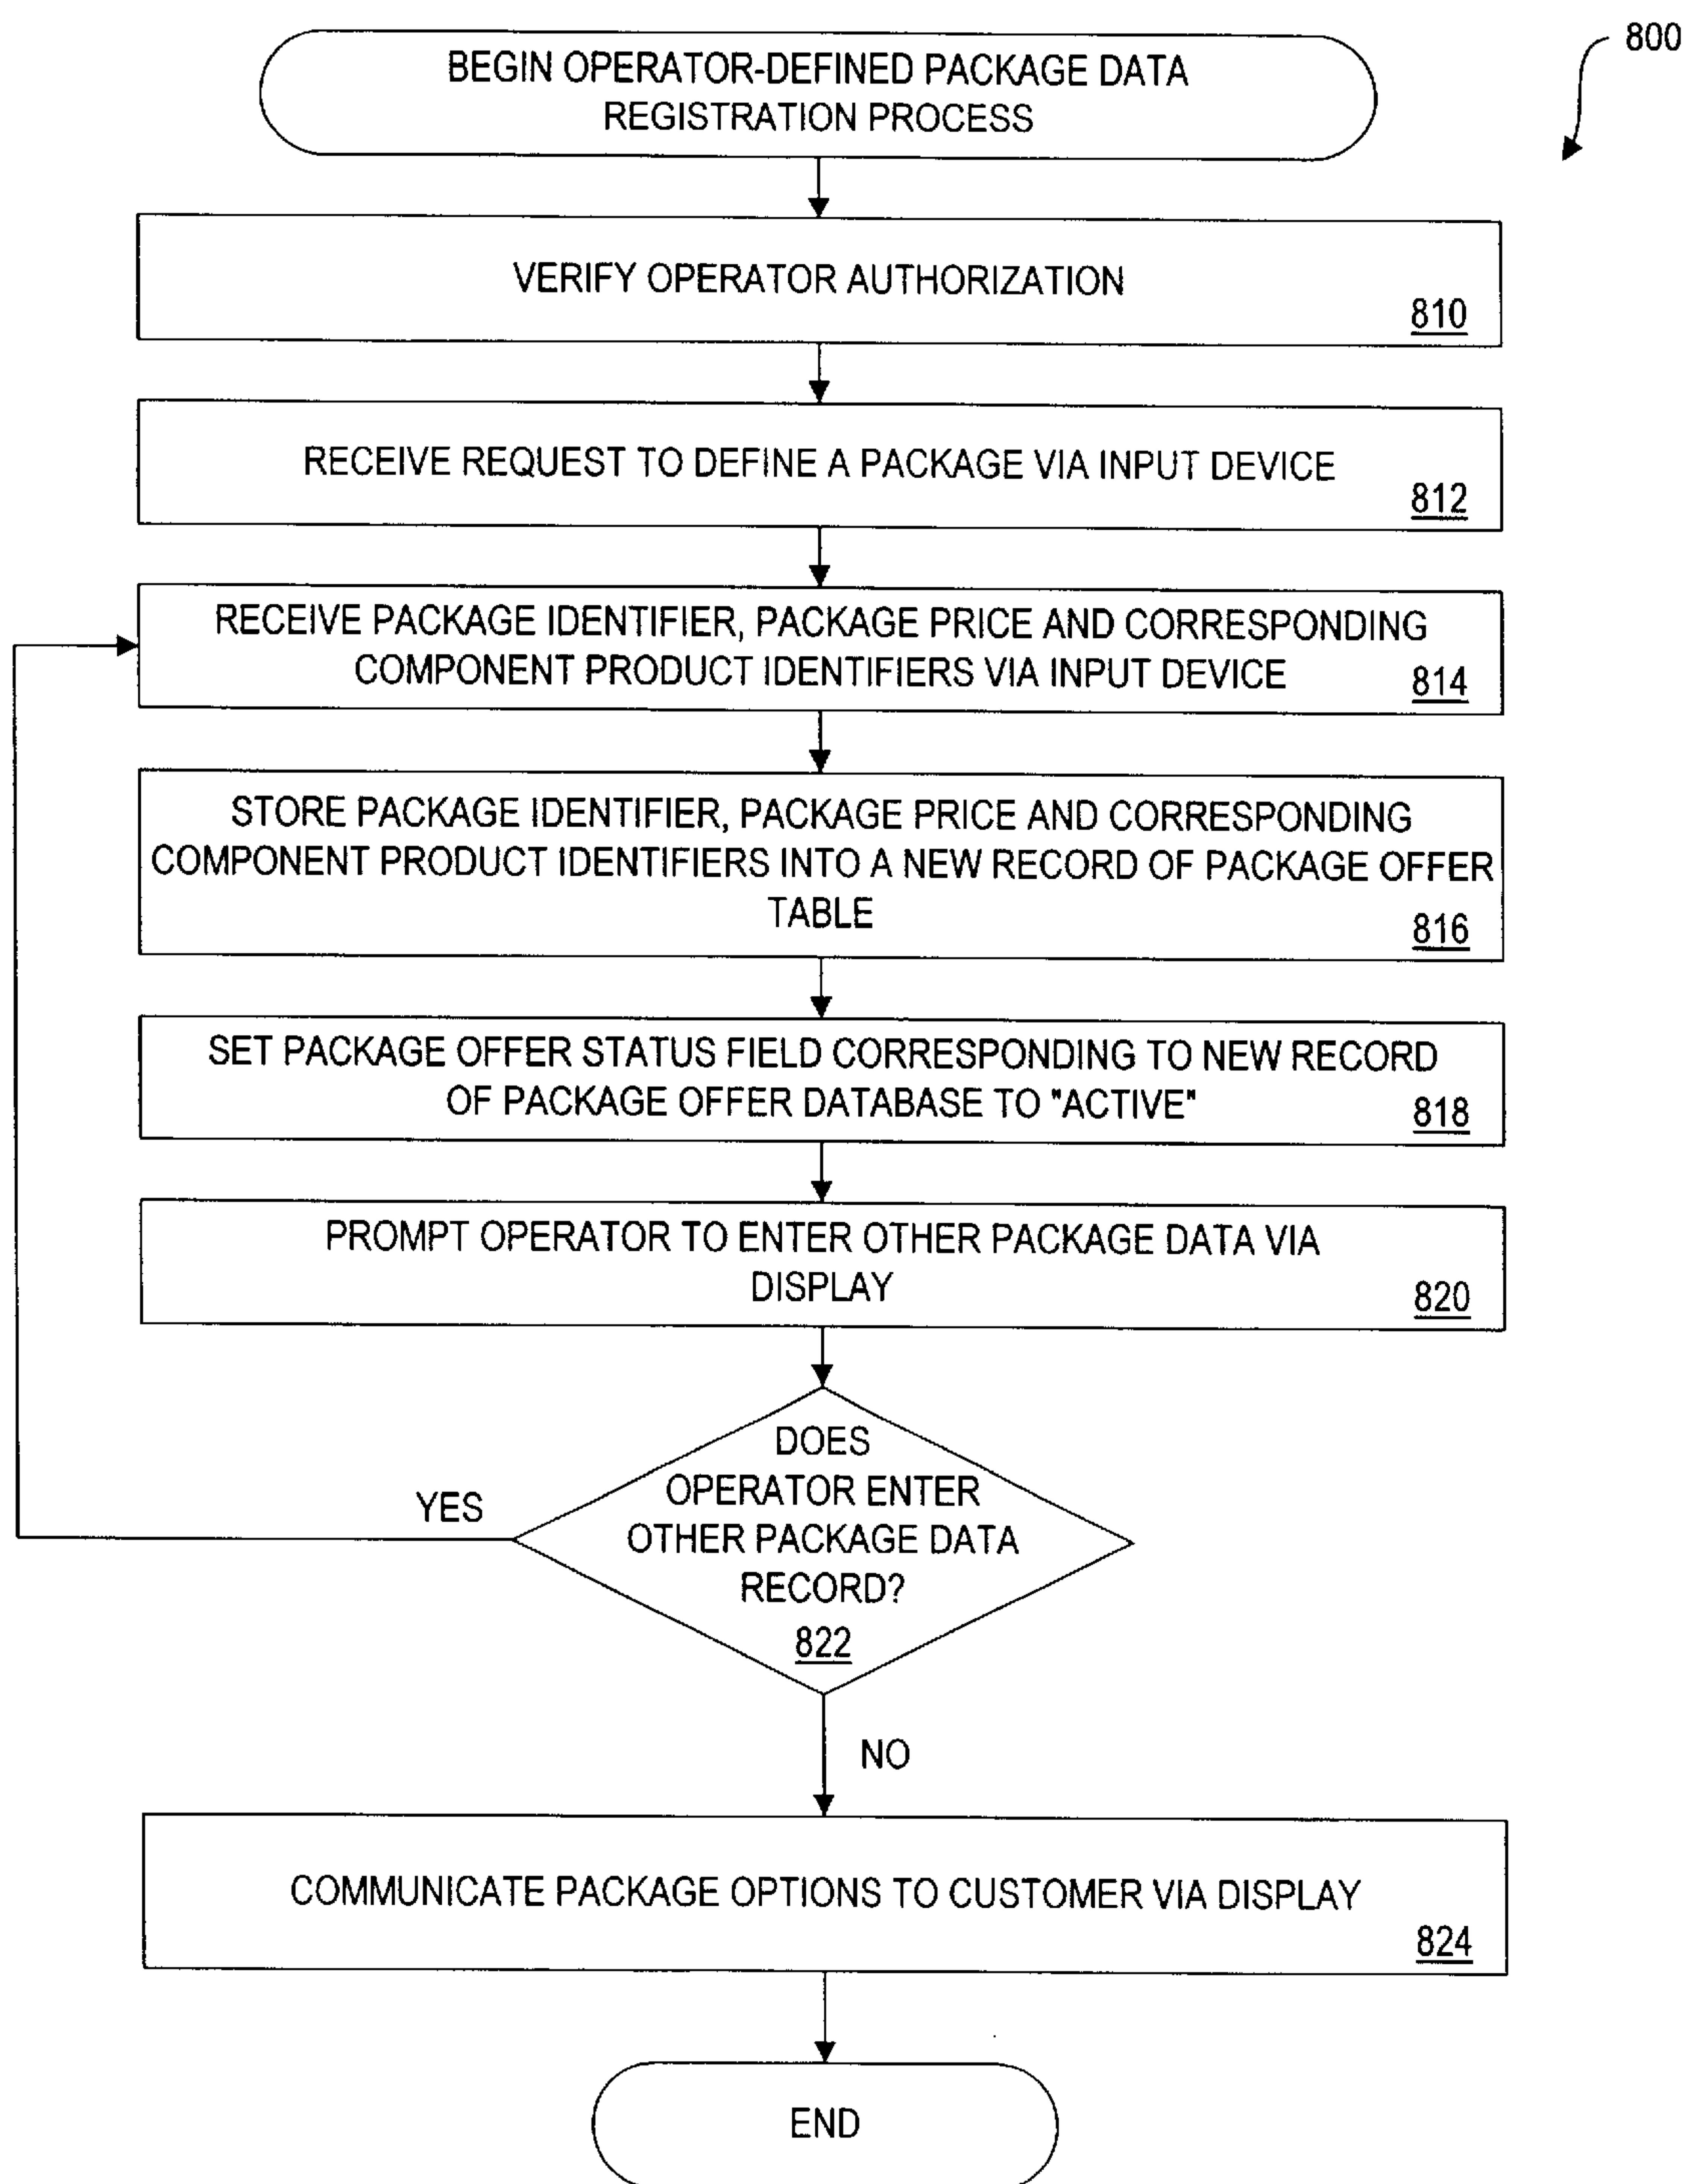 800
BEGIN OPERATOR-DEFINED PACKAGE DATA
REGISTRATION PROCESS
VERIFY OPERATOR AUTHORIZATION
810
RECEIVE REQUEST TO DEFINE A PACKAGE VIA INPUT DEVICE
812
RECEIVE PACKAGE IDENTIFIER, PACKAGE PRICE AND CORRESPONDING
COMPONENT PRODUCT IDENTIFIERS VIA INPUT DEVICE
814
STORE PACKAGE IDENTIFIER, PACKAGE PRICE AND CORRESPONDING
COMPONENT PRODUCT IDENTIFIERS INTO A NEW RECORD OF PACKAGE OFFER
TABLE
816
SET PACKAGE OFFER STATUS FIELD CORRESPONDING TO NEW RECORD
OF PACKAGE OFFER DATABASE TO "ACTIVE"
818
PROMPT OPERATOR TO ENTER OTHER PACKAGE DATA VIA
DISPLAY
820
DOES
OPERATOR ENTER
OTHER PACKAGE DATA
RECORD?
822
YES
NO
COMMUNICATE PACKAGE OPTIONS TO CUSTOMER VIA DISPLAY
824
END